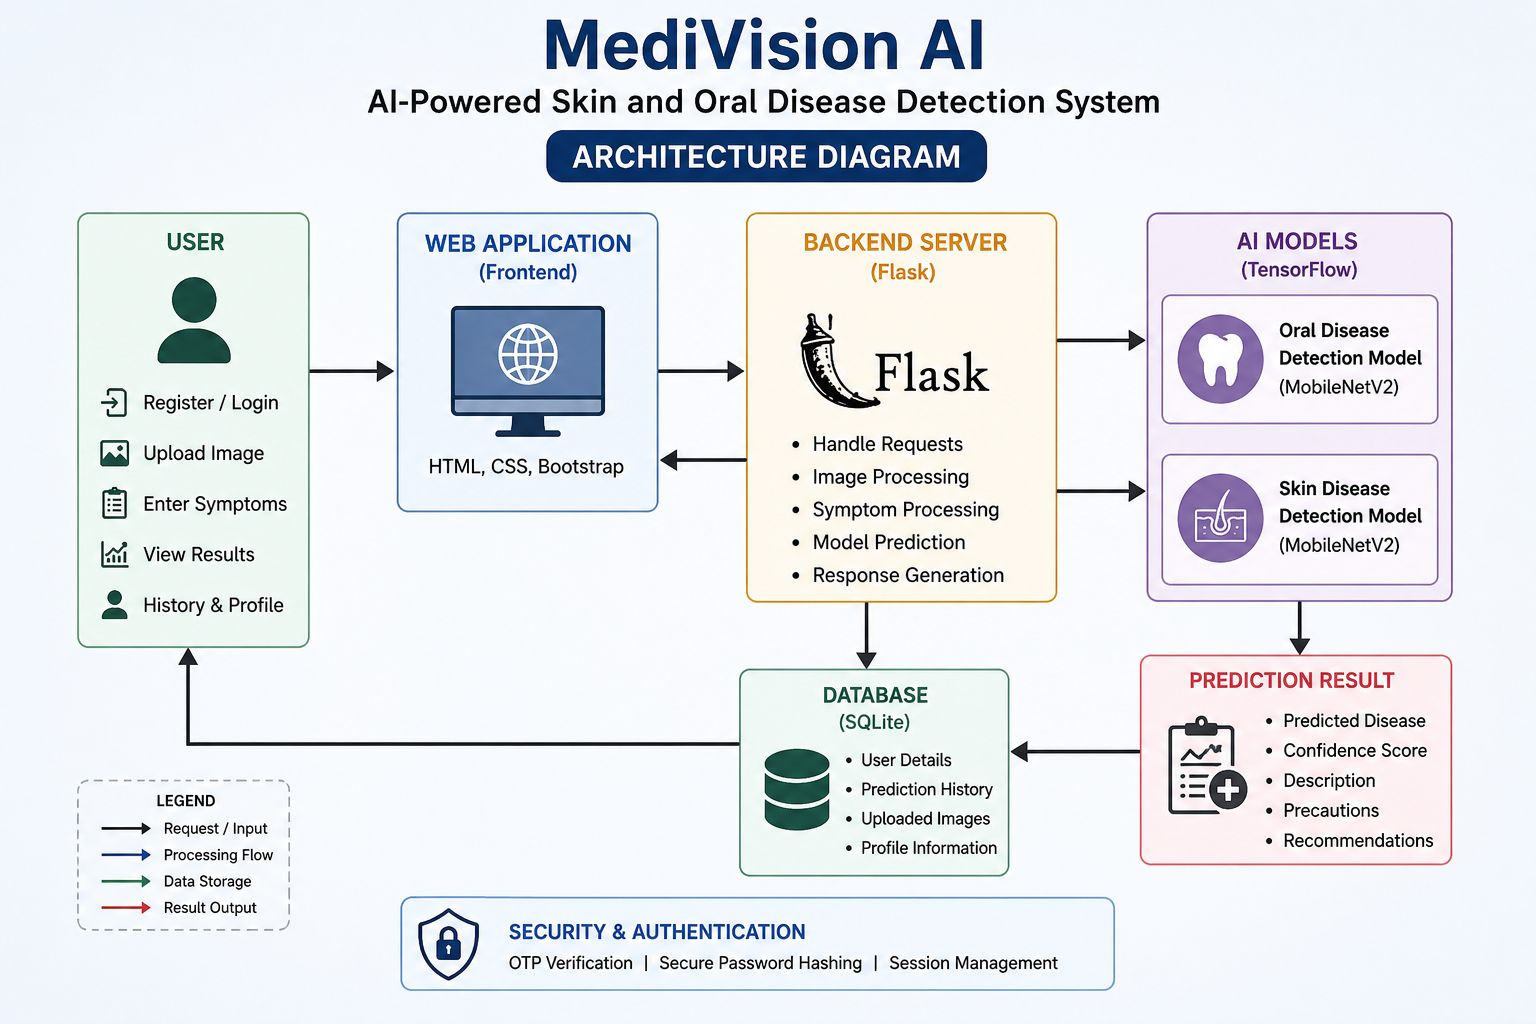 MediVision AI
AI-Powered Skin and Oral Disease Detection System
ARCHITECTURE DIAGRAM
USER
Register / Login
Upload Image
Enter Symptoms
View Results
History & Profile
WEB APPLICATION
(Frontend)
HTML, CSS, Bootstrap
BACKEND SERVER
(Flask)
Flask
• Handle Requests
• Image Processing
• Symptom Processing
• Model Prediction
• Response Generation
AI MODELS
(TensorFlow)
Oral Disease
Detection Model
(MobileNetV2)
Skin Disease
Detection Model
(MobileNetV2)
DATABASE
(SQLite)
• User Details
• Prediction History
• Uploaded Images
• Profile Information
PREDICTION RESULT
• Predicted Disease
• Confidence Score
• Description
• Precautions
• Recommendations
LEGEND
Request / Input
Processing Flow
Data Storage
Result Output
SECURITY & AUTHENTICATION
OTP Verification | Secure Password Hashing | Session Management